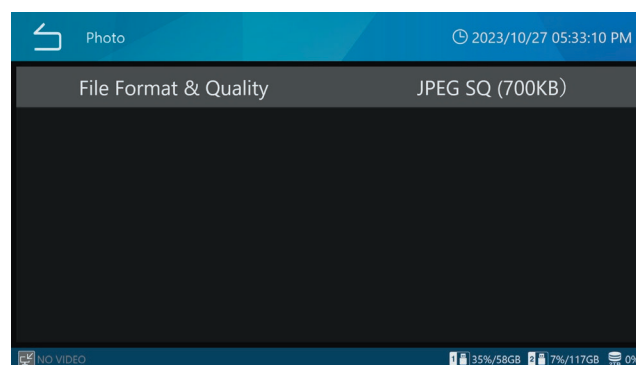 Photo 2023/10/27 05:33:10 PM
File Format & Quality JPEG SQ (700KB)
NO VIDEO 1 35%/58GB 2 7%/117GB 0%